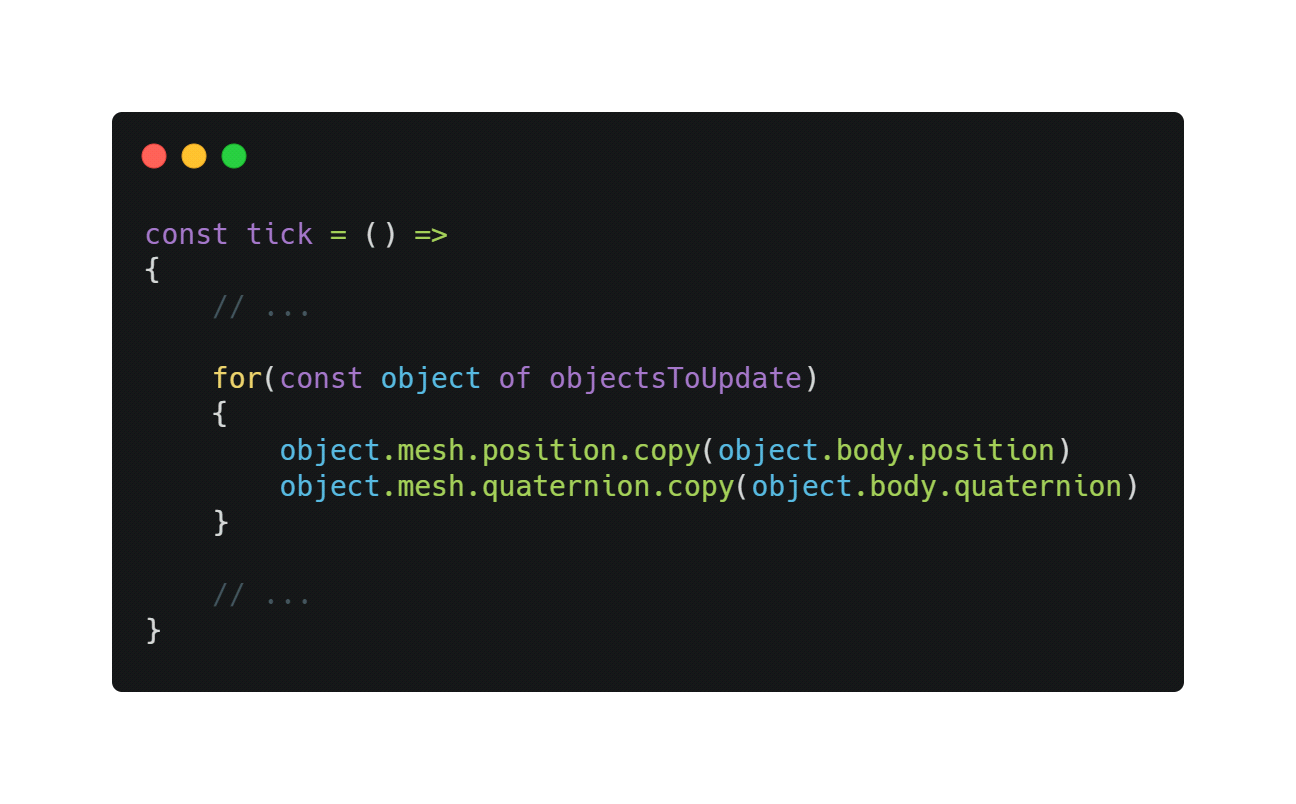 const tick = () =>
{
    // ...
    for(const object of objectsToUpdate)
    {
        object.mesh.position.copy(object.body.position)
        object.mesh.quaternion.copy(object.body.quaternion)
    }
    // ...
}